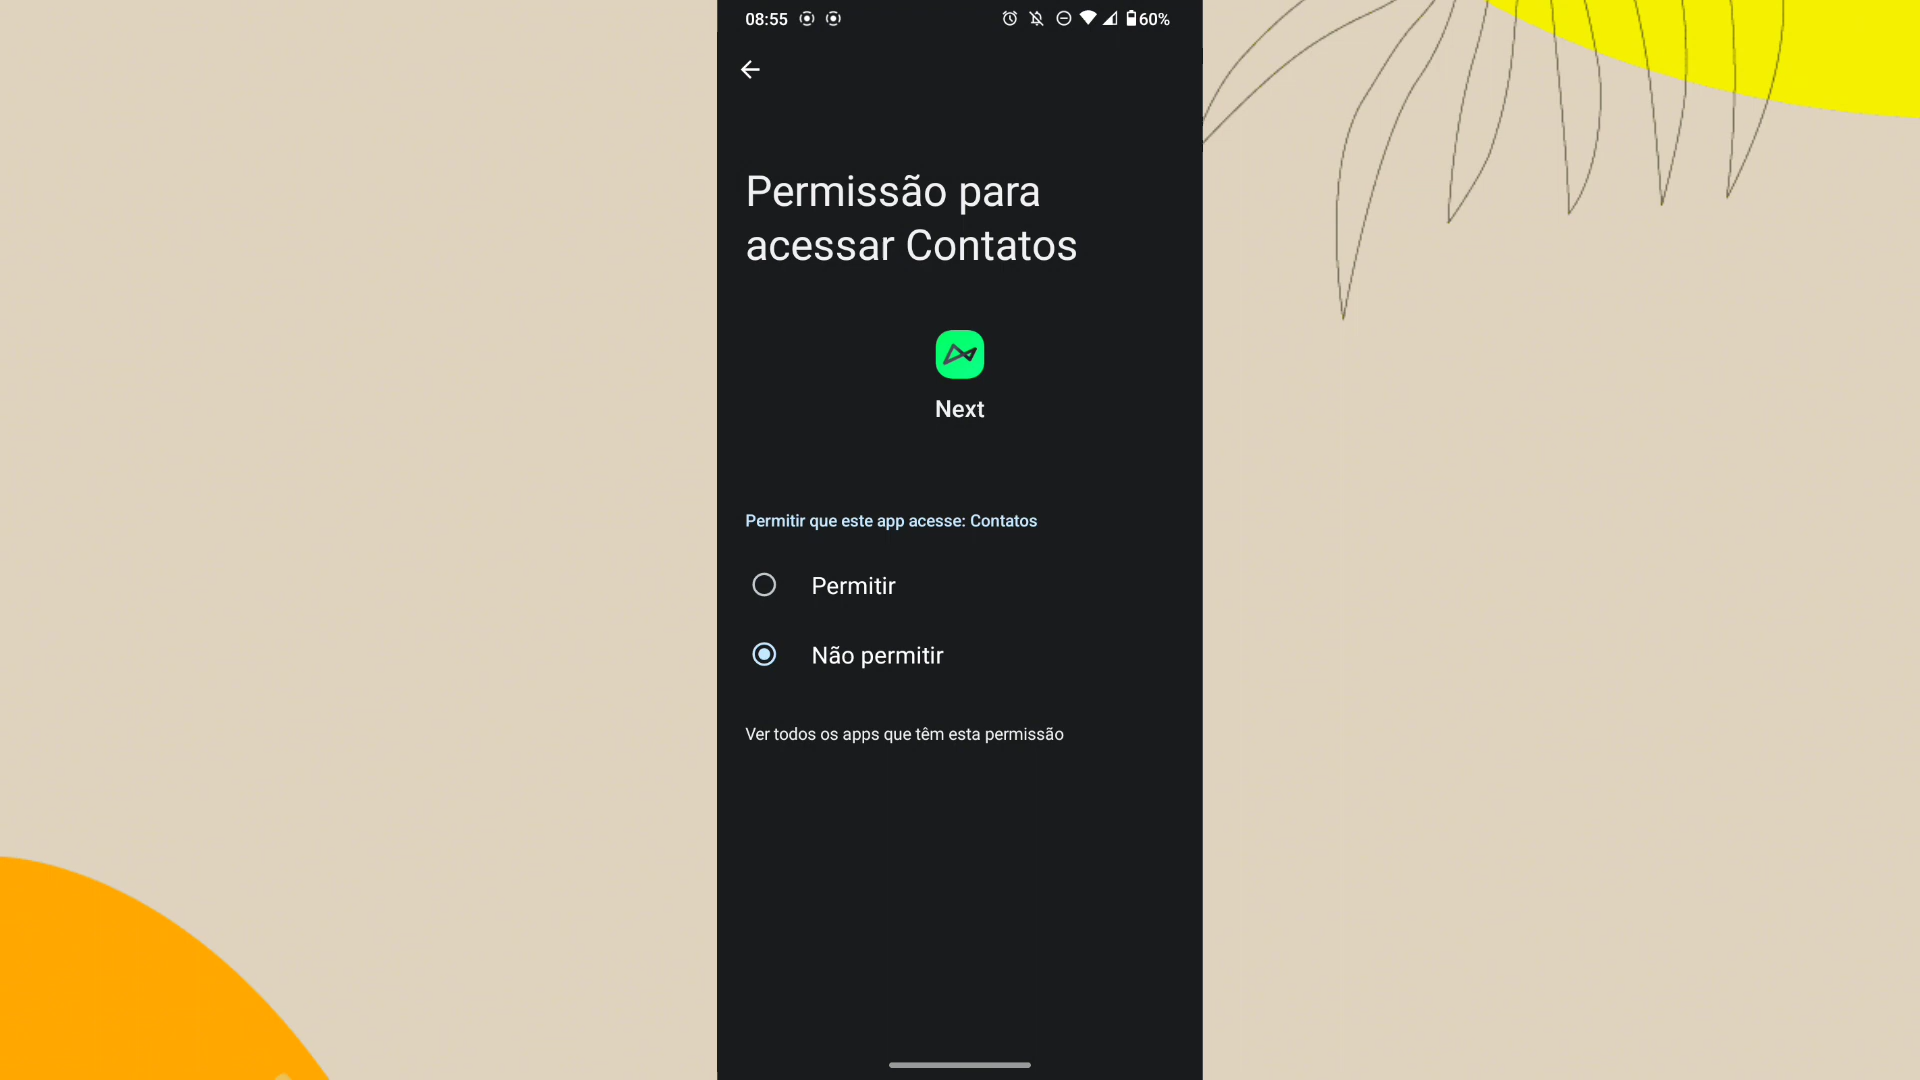 08:55
60%
Permissão para
acessar Contatos
Next
Permitir que este app acesse: Contatos
Permitir
Não permitir
Ver todos os apps que têm esta permissão